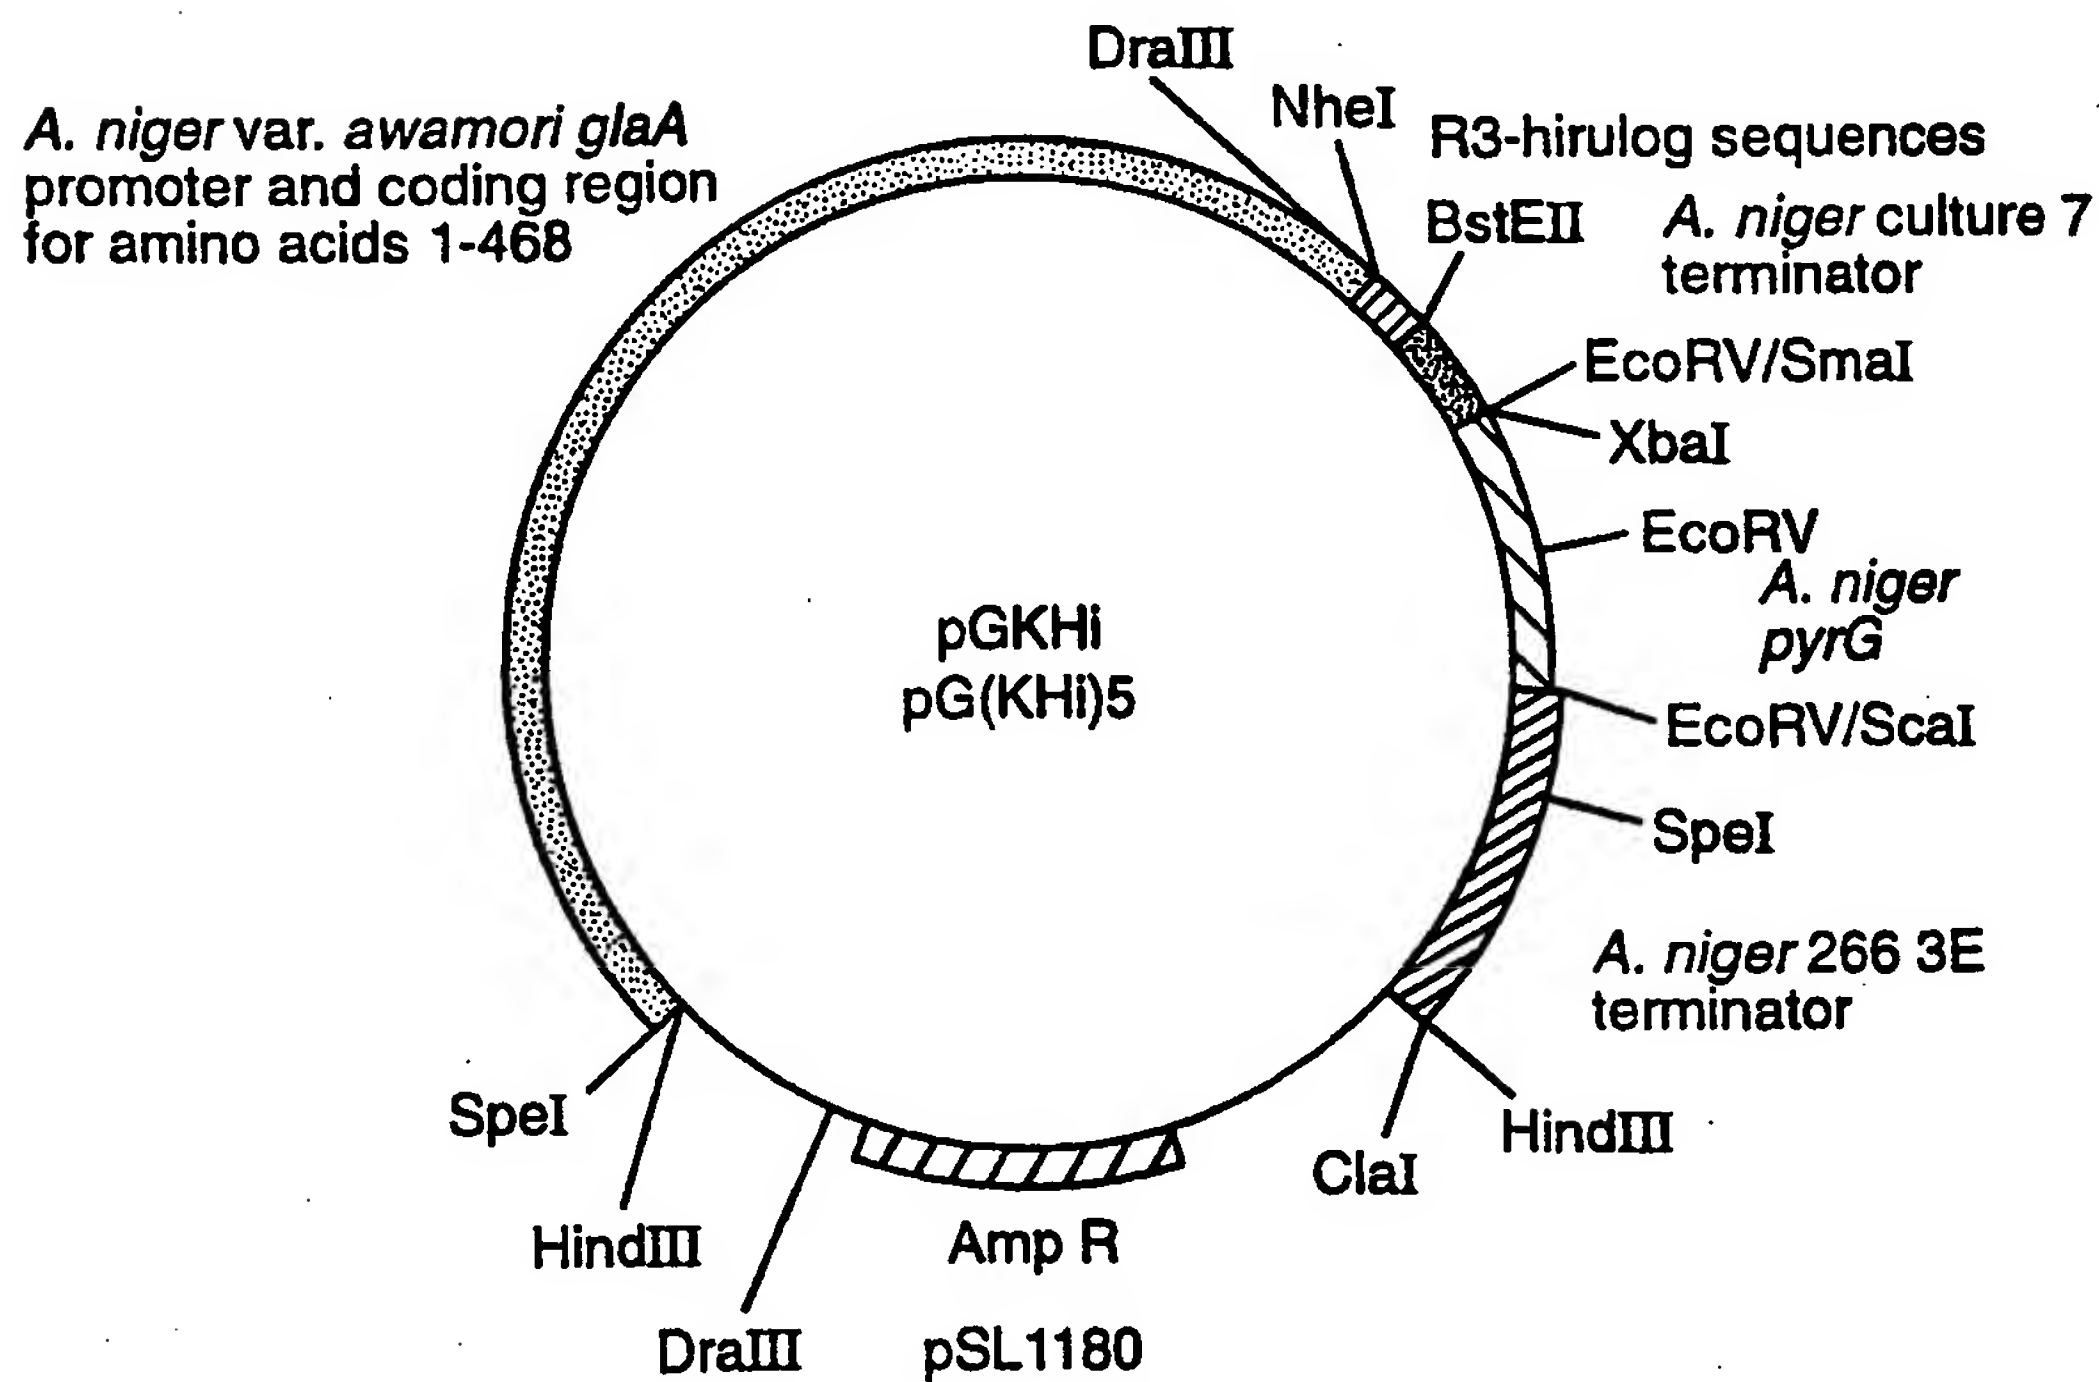 DraIII
NheI
A. niger var. awamori glaA
promoter and coding region
for amino acids 1-468
R3-hirulog sequences
BstEII
A. niger culture 7
terminator
EcoRV/SmaI
XbaI
EcoRV
A. niger
pyrG
pGKHi
pG(KHi)5
EcoRV/ScaI
SpeI
A. niger 266 3E
terminator
SpeI
HindIII
ClaI
HindIII
Amp R
DraIII
pSL1180